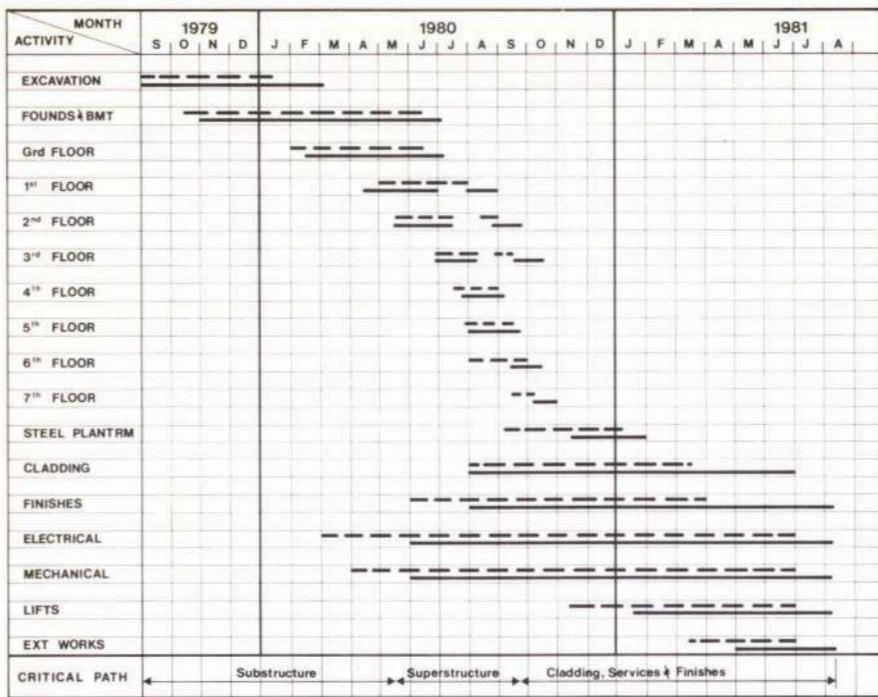 MONTH
ACTIVITY
1979 1980 1981
S O N D J F M A M J J A S O N D J F M A M J J A
EXCAVATION
FOUNDS & BMT
Grd FLOOR
1st FLOOR
2nd FLOOR
3rd FLOOR
4th FLOOR
5th FLOOR
6th FLOOR
7th FLOOR
STEEL PLANTRM
CLADDING
FINISHES
ELECTRICAL
MECHANICAL
LIFTS
EXT WORKS
CRITICAL PATH Substructure Superstructure Cladding, Services & Finishes